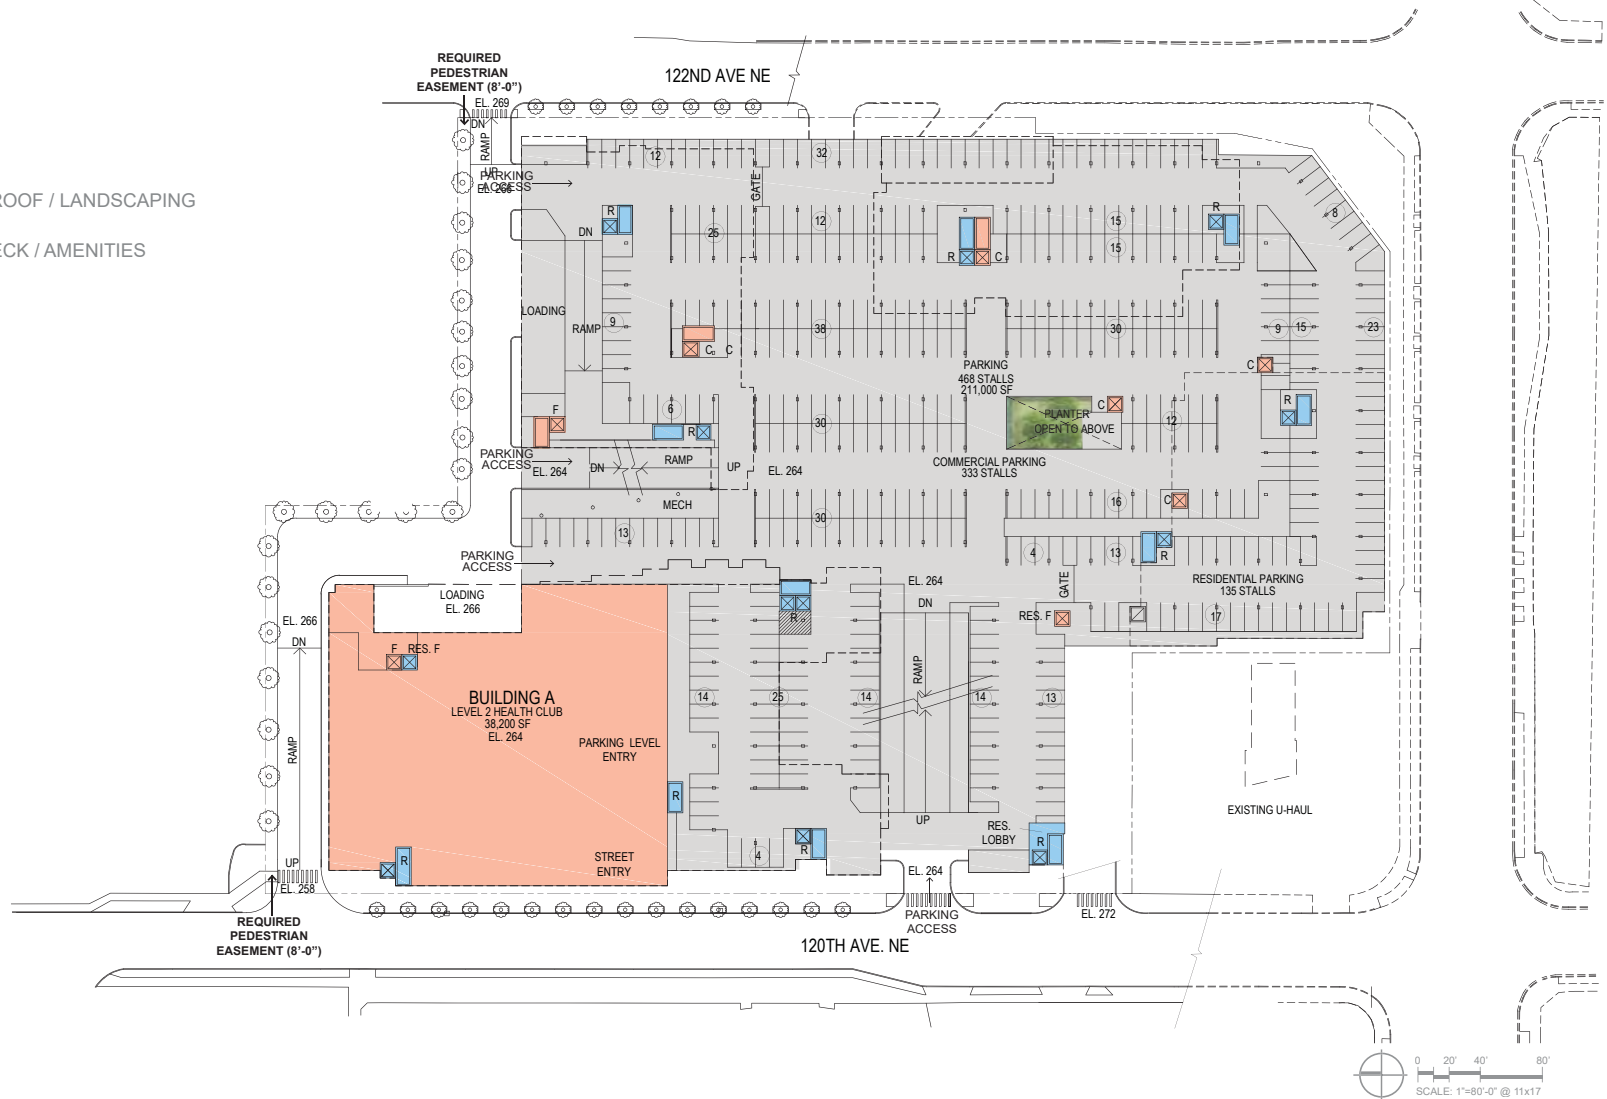 REQUIRED
PEDESTRIAN
EASEMENT (8'-0")
EL. 269
122ND AVE NE
DN
RAMP
UP
EL. 266
PARKING
ACCESS
12
32
GATE
ROOF / LANDSCAPING
ECK / AMENITIES
8
R
DN
25
12
15
15
R
R
C
LOADING
RAMP
9
38
30
9
15
23
C
C
PARKING
468 STALLS
211,000 SF
C
F
6
R
30
PLANTER
OPEN TO ABOVE
C
12
R
PARKING
ACCESS
EL. 264
DN
RAMP
UP
EL. 264
COMMERCIAL PARKING
333 STALLS
MECH
13
30
16
C
PARKING
ACCESS
4
13
R
RESIDENTIAL PARKING
135 STALLS
LOADING
EL. 266
EL. 264
DN
GATE
RES. F
17
R
EL. 266
DN
F
RES. F
BUILDING A
LEVEL 2 HEALTH CLUB
38,200 SF
EL. 264
14
25
14
RAMP
14
13
RAMP
PARKING LEVEL
ENTRY
R
UP
RES.
LOBBY
R
EXISTING U-HAUL
STREET
ENTRY
4
R
R
UP
EL. 258
EL. 264
PARKING
ACCESS
EL. 272
REQUIRED
PEDESTRIAN
EASEMENT (8'-0")
120TH AVE. NE
0 20' 40' 80'
SCALE: 1"=80'-0" @ 11x17